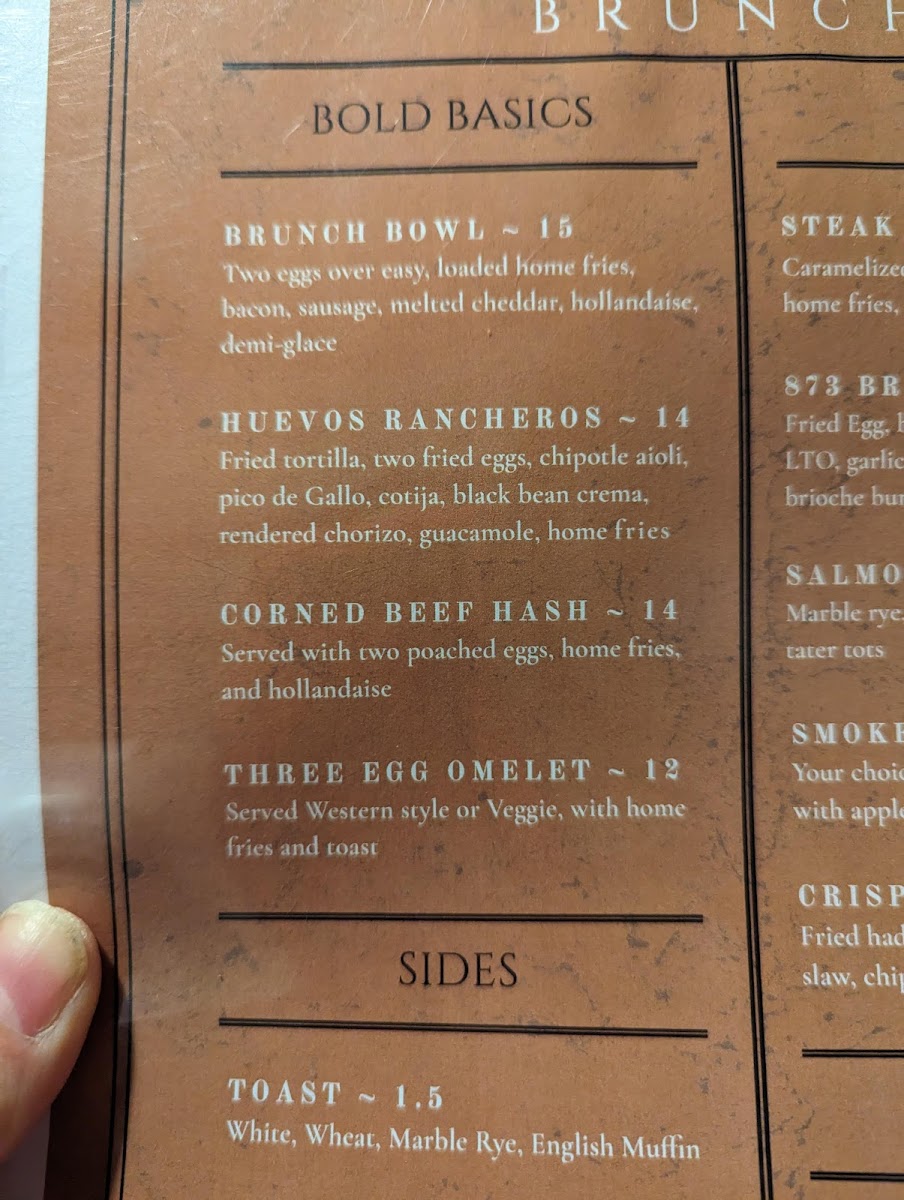 BRUNCH
BOLD BASICS
BRUNCH BOWL ~ 15
Two eggs over easy, loaded home fries,
bacon, sausage, melted cheddar, hollandaise,
demi-glace
HUEVOS RANCHEROS ~ 14
Fried tortilla, two fried eggs, chipotle aioli,
pico de Gallo, cotija, black bean crema,
rendered chorizo, guacamole, home fries
CORNED BEEF HASH ~ 14
Served with two poached eggs, home fries,
and hollandaise
THREE EGG OMELET ~ 12
Served Western style or Veggie, with home
fries and toast
SIDES
TOAST ~ 1.5
White, Wheat, Marble Rye, English Muffin
STEAK
Caramelized
home fries,
873 BR
Fried Egg,
LTO, garlic
brioche
SALMO
Marble rye,
tater tots
SMOKE
Your
with
CRISP
Fried
slaw,